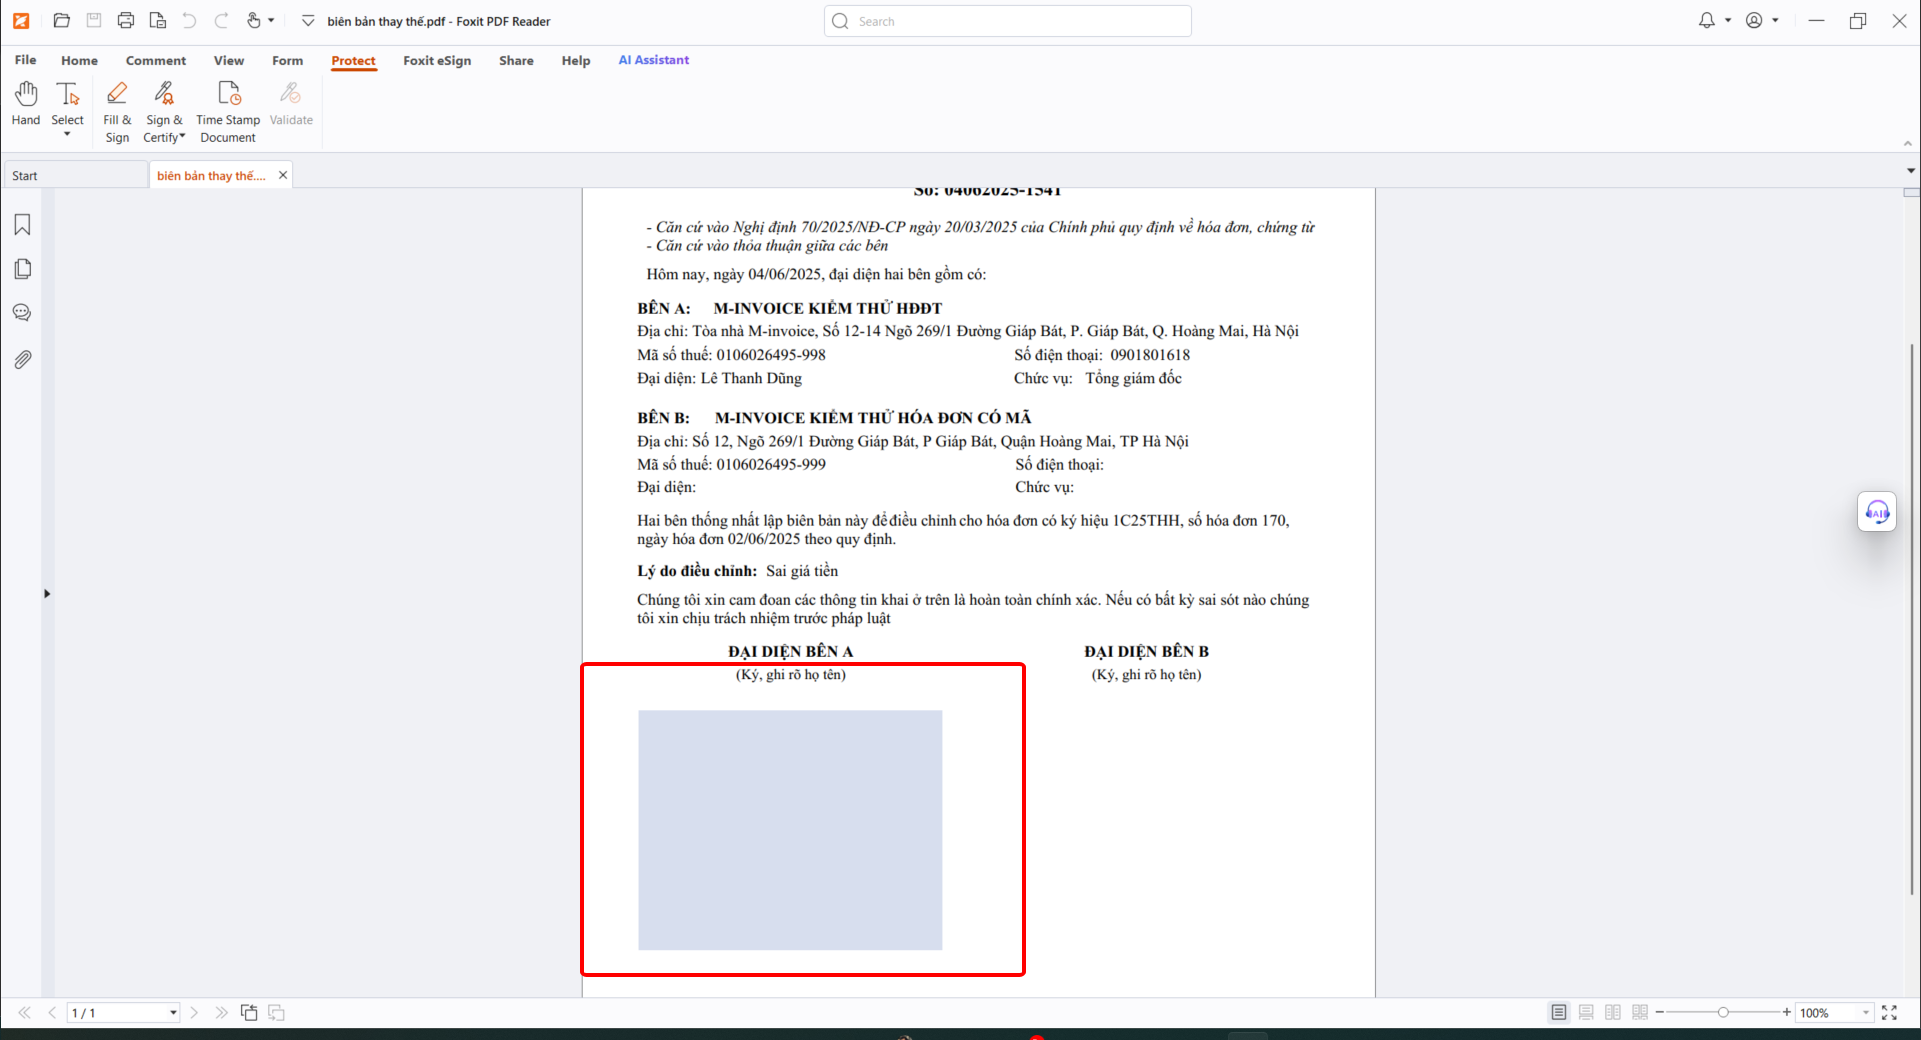 biên bản thay thế.pdf - Foxit PDF Reader
Search
File Home Comment View Form Protect Foxit eSign Share Help AI Assistant
Hand
Select
Fill & Sign
Sign & Certify
Time Stamp Document
Validate
Start
biên bản thay thế....
Số: 04062025-1541
- Căn cứ vào Nghị định 70/2025/NĐ-CP ngày 20/03/2025 của Chính phủ quy định về hóa đơn, chứng từ
- Căn cứ vào thỏa thuận giữa các bên
Hôm nay, ngày 04/06/2025, đại diện hai bên gồm có:
BÊN A: M-INVOICE KIỂM THỬ HĐĐT
Địa chỉ: Tòa nhà M-invoice, Số 12-14 Ngõ 269/1 Đường Giáp Bát, P. Giáp Bát, Q. Hoàng Mai, Hà Nội
Mã số thuế: 0106026495-998 Số điện thoại: 0901801618
Đại diện: Lê Thanh Dũng Chức vụ: Tổng giám đốc
BÊN B: M-INVOICE KIỂM THỬ HÓA ĐƠN CÓ MÃ
Địa chỉ: Số 12, Ngõ 269/1 Đường Giáp Bát, P Giáp Bát, Quận Hoàng Mai, TP Hà Nội
Mã số thuế: 0106026495-999 Số điện thoại:
Đại diện: Chức vụ:
Hai bên thống nhất lập biên bản này để điều chỉnh cho hóa đơn có ký hiệu 1C25THH, số hóa đơn 170,
ngày hóa đơn 02/06/2025 theo quy định.
Lý do điều chỉnh: Sai giá tiền
Chúng tôi xin cam đoan các thông tin khai ở trên là hoàn toàn chính xác. Nếu có bất kỳ sai sót nào chúng
tôi xin chịu trách nhiệm trước pháp luật
ĐẠI DIỆN BÊN A ĐẠI DIỆN BÊN B
(Ký, ghi rõ họ tên) (Ký, ghi rõ họ tên)
AI
1 / 1
100%